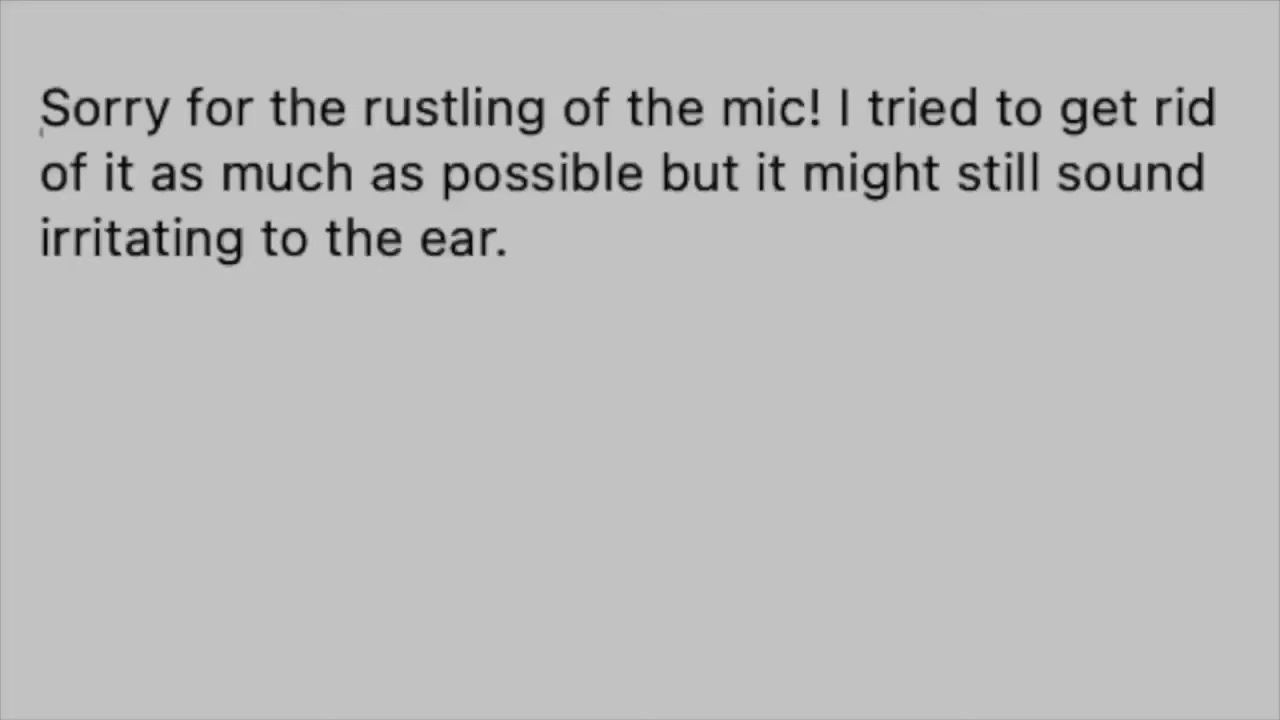 Sorry for the rustling of the mic! I tried to get rid
of it as much as possible but it might still sound
irritating to the ear.